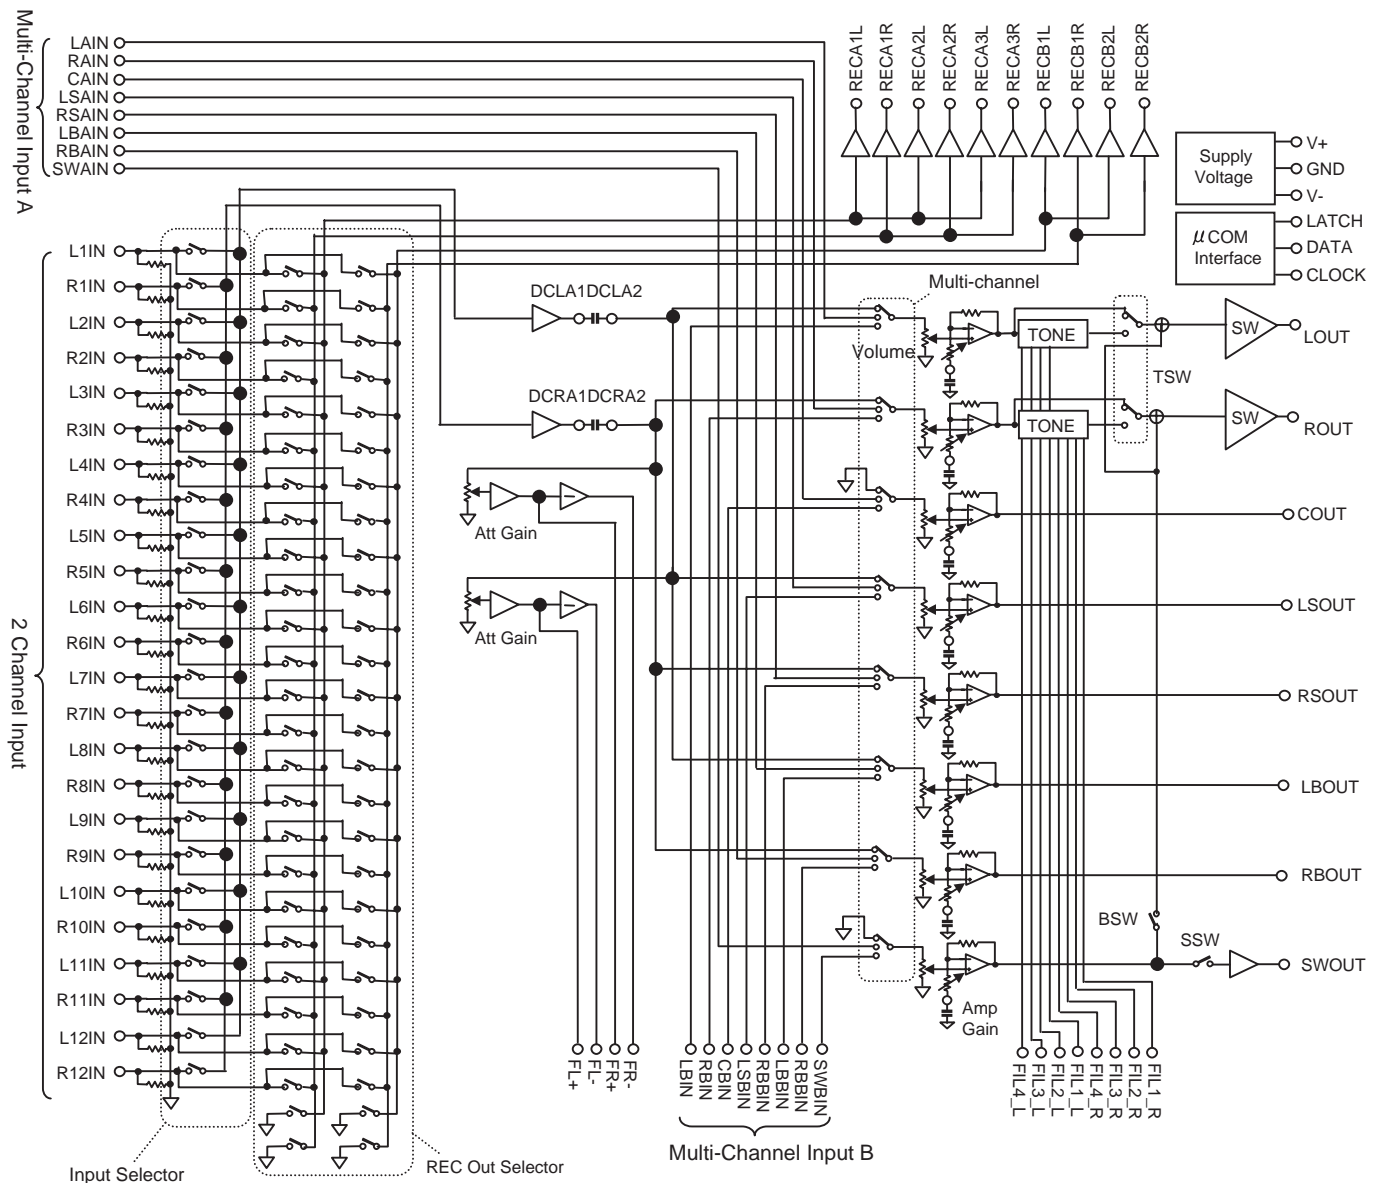 Multi-Channel Input A
LAIN
RAIN
CAIN
LSAIN
RSAIN
LBAIN
RBAIN
SWAIN
RECA1L
RECA1R
RECA2L
RECA2R
RECA3L
RECA3R
RECB1L
RECB1R
RECB2L
RECB2R
Supply
Voltage
V+
GND
V-
μCOM
Interface
LATCH
DATA
CLOCK
2 Channel Input
L1IN
R1IN
L2IN
R2IN
L3IN
R3IN
L4IN
R4IN
L5IN
R5IN
L6IN
R6IN
L7IN
R7IN
L8IN
R8IN
L9IN
R9IN
L10IN
R10IN
L11IN
R11IN
L12IN
R12IN
Input Selector
REC Out Selector
DCLA1DCLA2
DCRA1DCRA2
Att Gain
Att Gain
FL+
FL-
FR+
FR-
Multi-channel
Volume
TONE
TONE
TSW
SW
SW
LOUT
ROUT
COUT
LSOUT
RSOUT
LBOUT
RBOUT
BSW
SSW
SWOUT
Amp
Gain
LBIN
RBIN
CBIN
LSBIN
RBBIN
LBBIN
RBBIN
SWBIN
Multi-Channel Input B
FIL4_L
FIL3_L
FIL2_L
FIL1_L
FIL4_R
FIL3_R
FIL2_R
FIL1_R